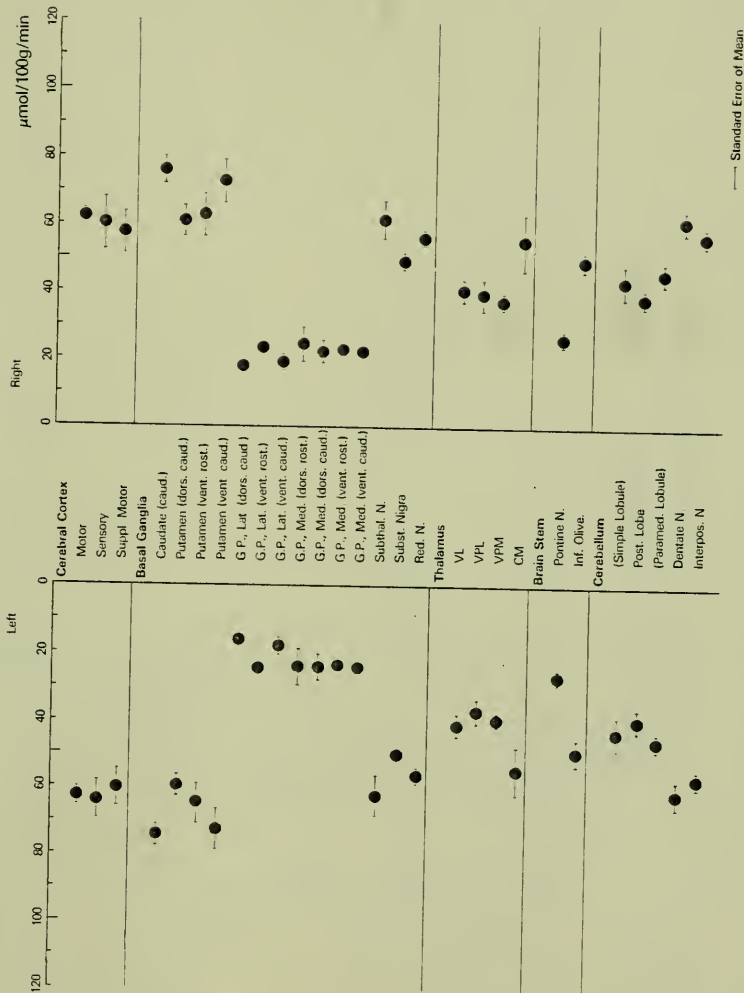 Left
Right
µmol/100g/min
120
100
80
60
40
20
0
0
20
40
60
80
100
120
Cerebral Cortex
Motor
Sensory
Suppl Motor
Basal Ganglia
Caudate (caud.)
Putamen (dors. caud.)
Putamen (vent. rost.)
Putamen (vent caud.)
G P., Lat (dors. caud )
G.P., Lat. (vent. rost.)
G.P., Lat. (vent. caud.)
G.P., Med. (dors. rost.)
G.P., Med. (dors. caud.)
G P., Med (vent. rost.)
G.P., Med. (vent. caud.)
Subthal. N.
Subst. Nigra
Red. N.
Thalamus
VL
VPL
VPM
CM
Brain Stem
Pontine N.
Inf. Olive.
Cerebellum
(Simple Lobule)
Post. Lobe
(Paramed. Lobule)
Dentate N
Interpos. N
Standard Error of Mean